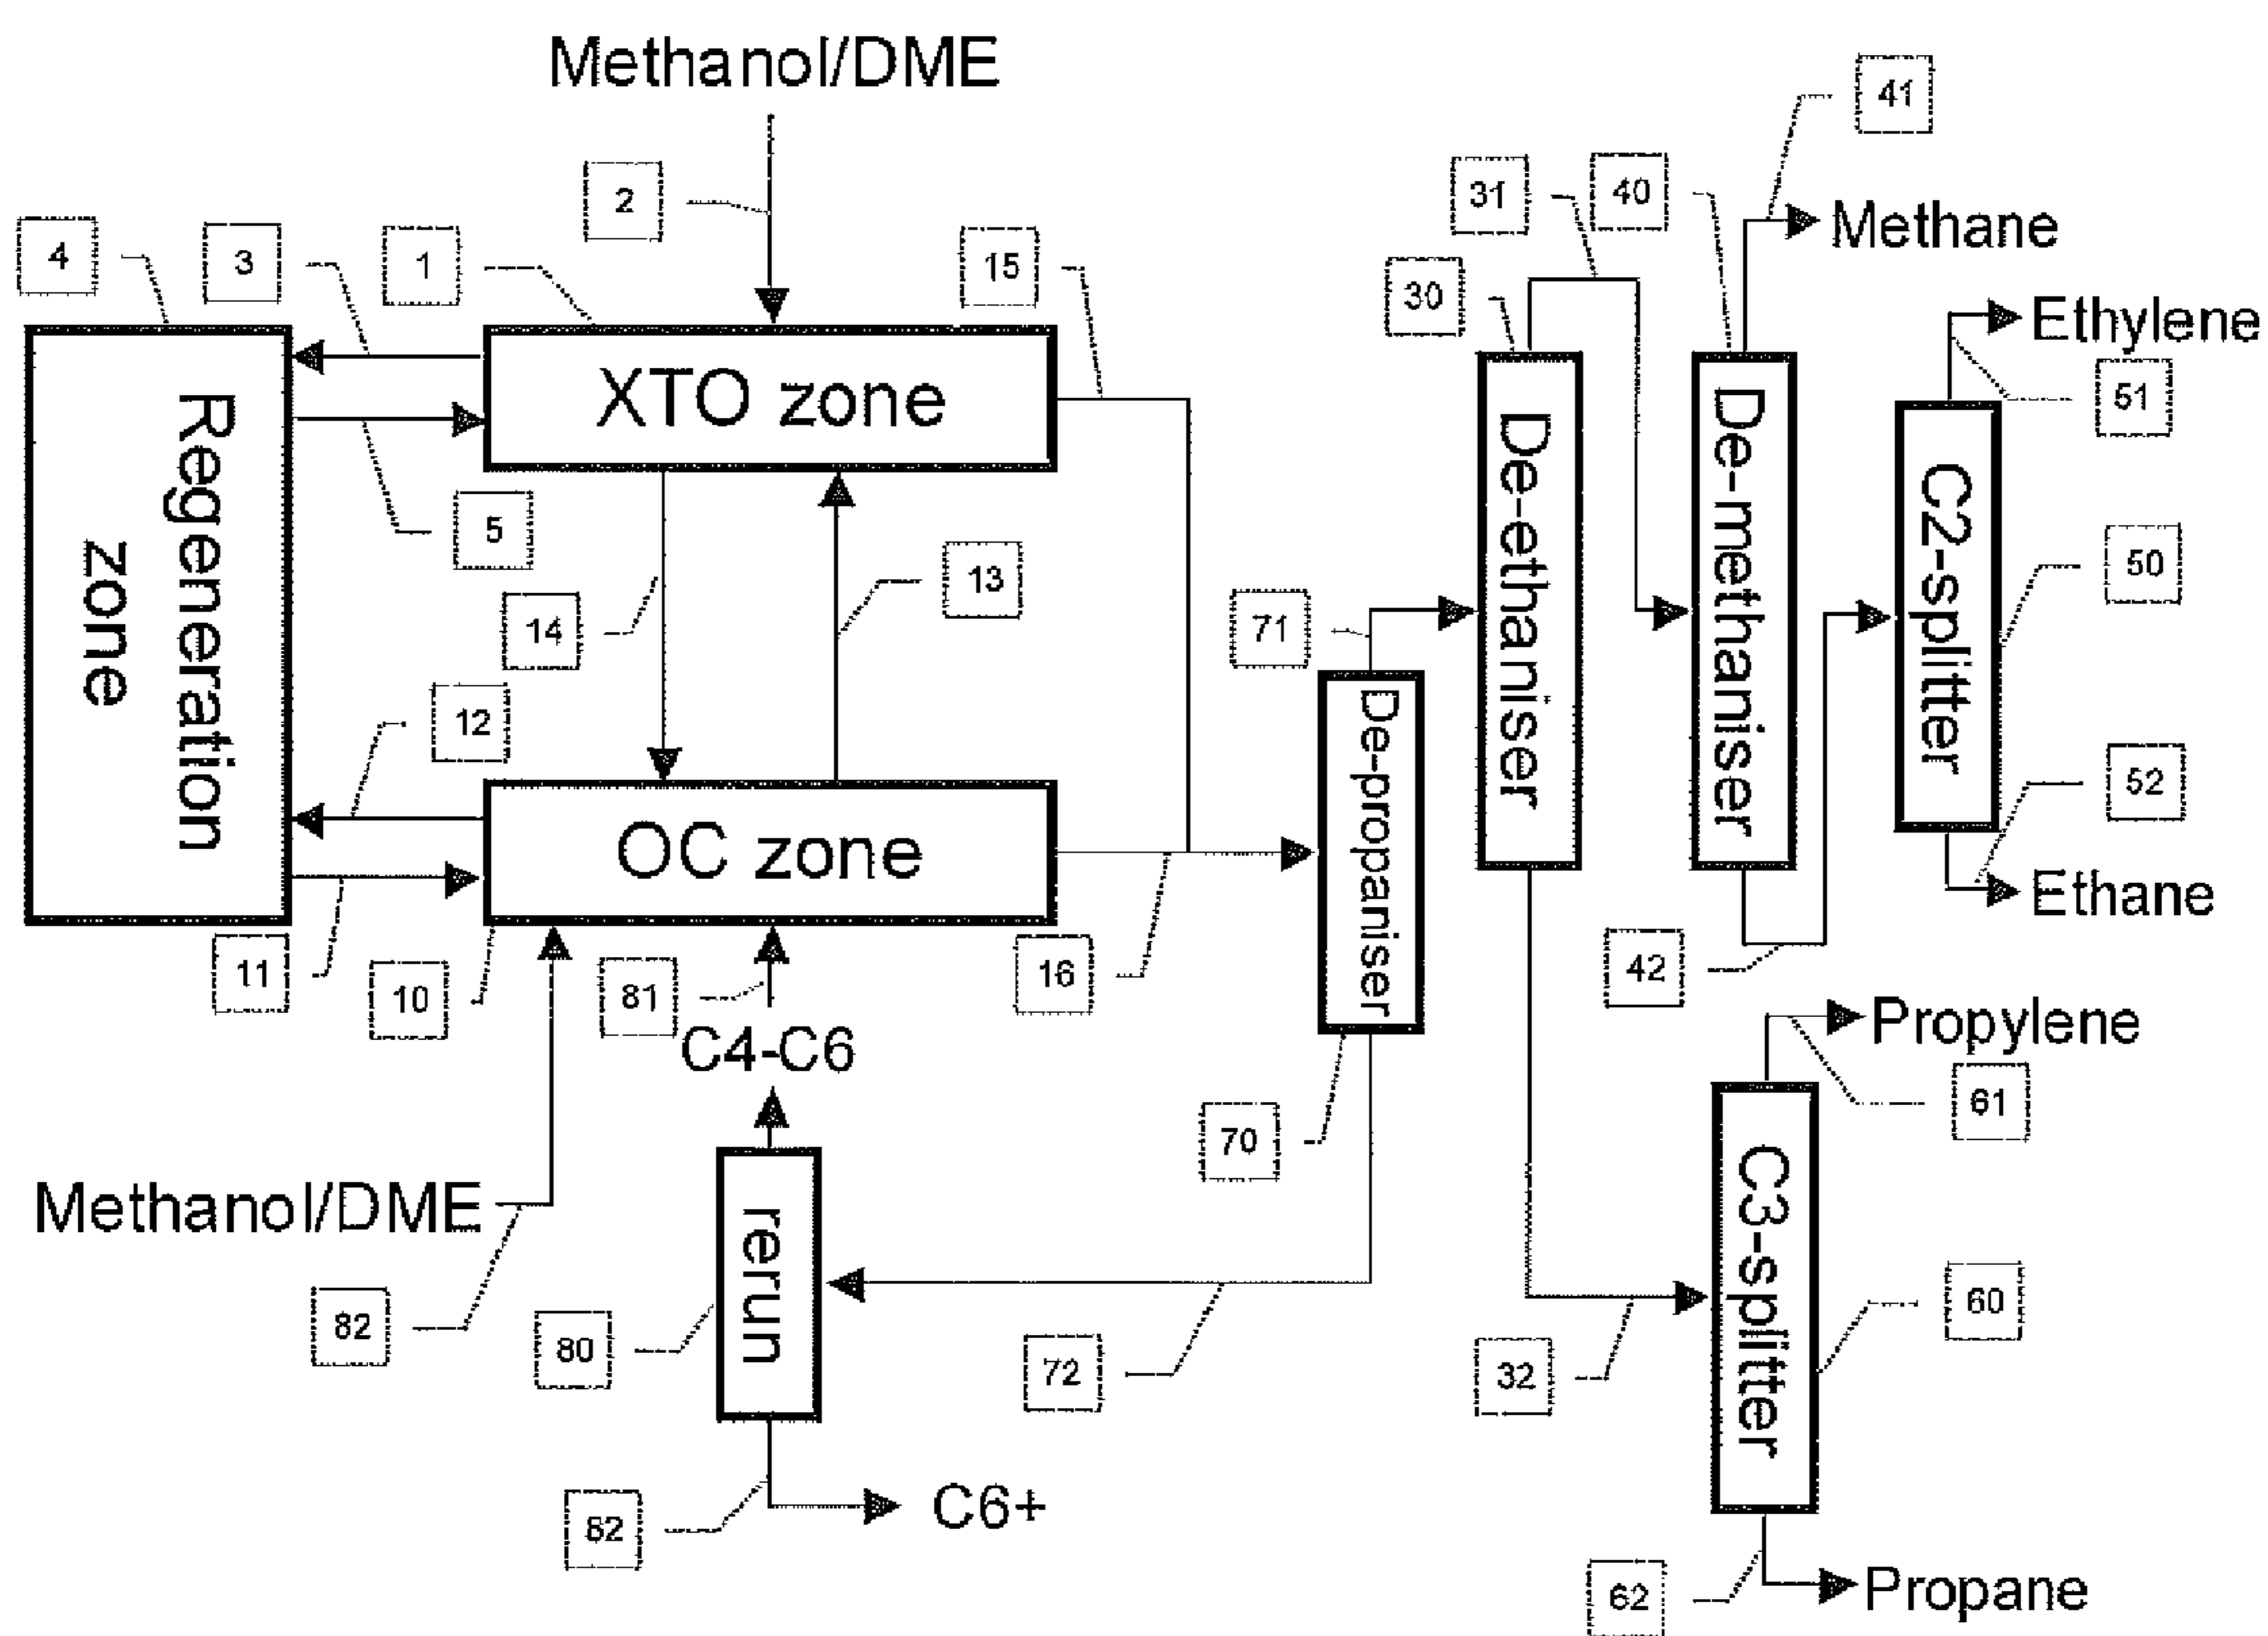 Methanol/DME
41
2
31
40
Methane
4
3
1
15
30
Ethylene
51
XTO zone
Regeneration
zone
De-ethaniser
De-methaniser
C2-splitter
5
13
50
14
71
12
De-propaniser
52
OC zone
Ethane
11
10
81
16
42
C4-C6
Propylene
61
70
Methanol/DME
rerun
C3-splitter
82
80
72
32
60
C6+
82
62
Propane